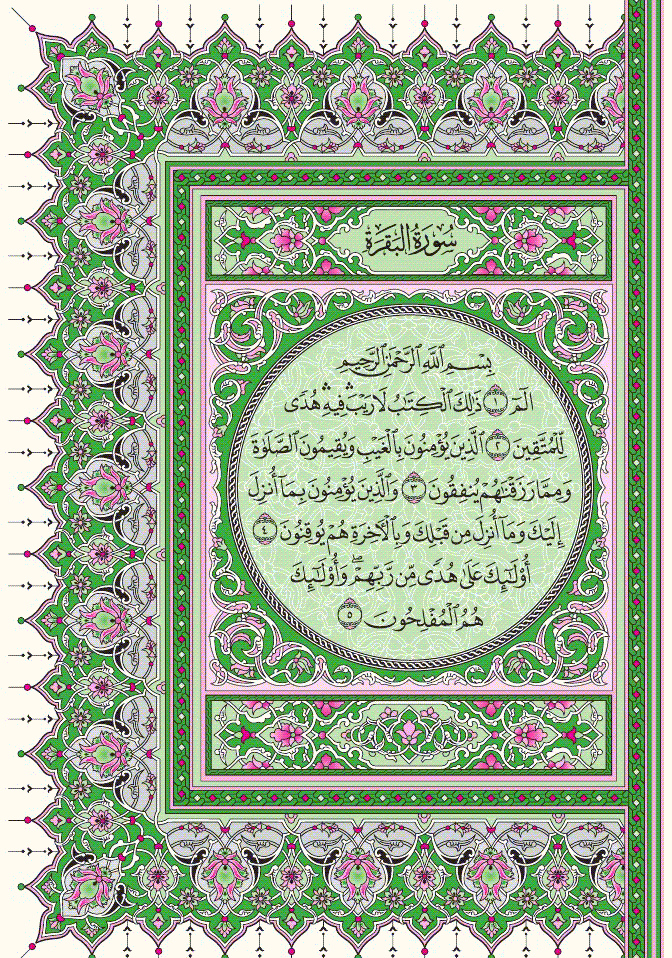 سُورَةُ البَقَرَةِ
بِسْمِ ٱللَّهِ ٱلرَّحْمَٰنِ ٱلرَّحِيمِ
الٓمٓ ۝١ ذَٰلِكَ ٱلْكِتَٰبُ لَا رَيْبَ ۛ فِيهِ ۛ هُدًى
لِّلْمُتَّقِينَ ۝٢ ٱلَّذِينَ يُؤْمِنُونَ بِٱلْغَيْبِ وَيُقِيمُونَ ٱلصَّلَوٰةَ
وَمِمَّا رَزَقْنَٰهُمْ يُنفِقُونَ ۝٣ وَٱلَّذِينَ يُؤْمِنُونَ بِمَآ أُنزِلَ
إِلَيْكَ وَمَآ أُنزِلَ مِن قَبْلِكَ وَبِٱلْأَخِرَةِ هُمْ يُوقِنُونَ ۝٤
أُو۟لَٰٓئِكَ عَلَىٰ هُدًى مِّن رَّبِّهِمْ ۖ وَأُو۟لَٰٓئِكَ
هُمُ ٱلْمُفْلِحُونَ ۝٥